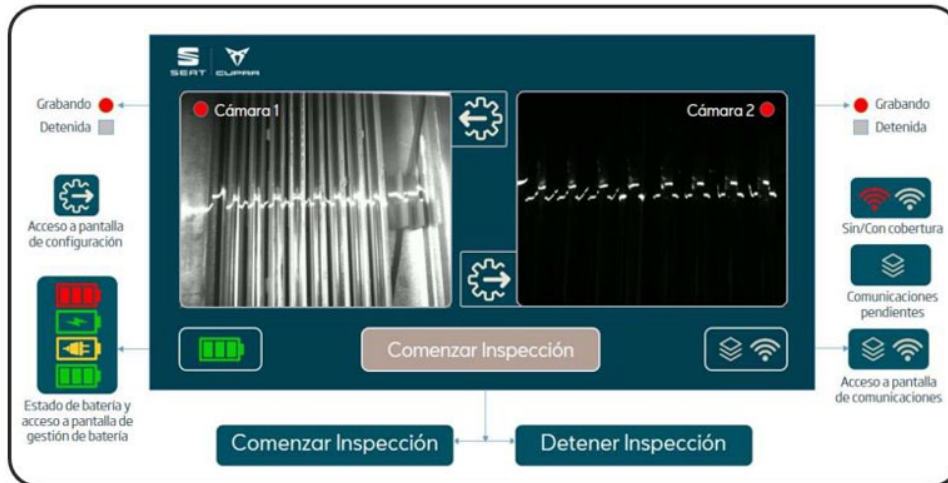 SEAT
CUPRA
Grabando
Detenida
Cámara 1
Cámara 2
Grabando
Detenida
Acceso a pantalla
de configuración
Sin/Con cobertura
Comunicaciones
pendientes
Comenzar Inspección
Estado de batería y
acceso a pantalla de
gestión de batería
Acceso a pantalla
de comunicaciones
Comenzar Inspección
Detener Inspección